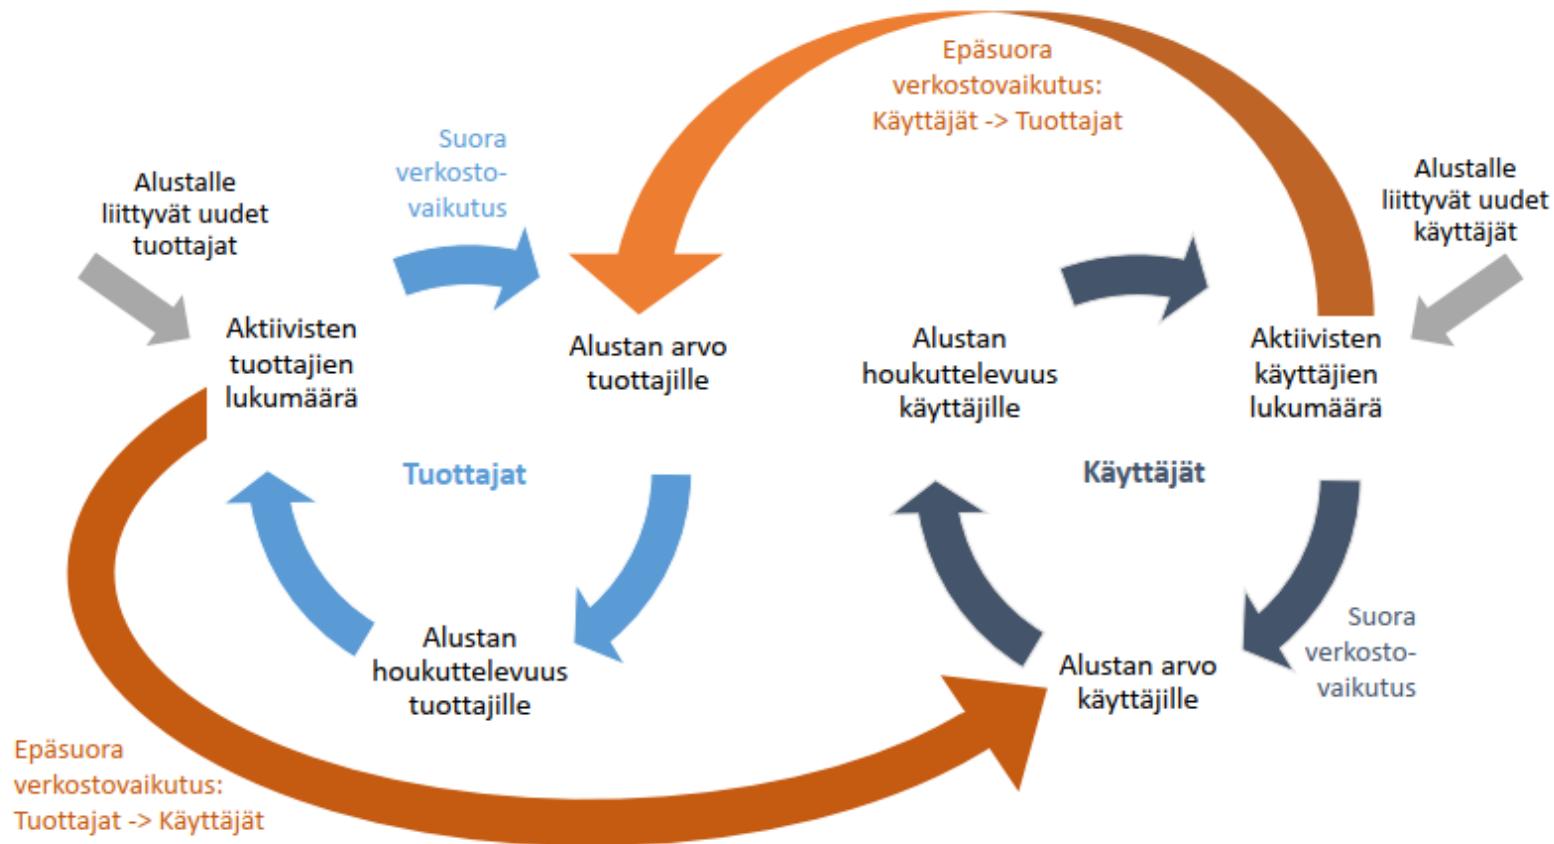 Epäsuora
verkostovaikutus:
Käyttäjät -> Tuottajat
Suora
verkosto-
vaikutus
Alustalle
liittyvät uudet
tuottajat
Alustalle
liittyvät uudet
käyttäjät
Aktiivisten
tuottajien
lukumäärä
Alustan arvo
tuottajille
Alustan
houkuttelevuus
käyttäjille
Aktiivisten
käyttäjien
lukumäärä
Tuottajat
Käyttäjät
Alustan
houkuttelevuus
tuottajille
Alustan arvo
käyttäjille
Suora
verkosto-
vaikutus
Epäsuora
verkostovaikutus:
Tuottajat -> Käyttäjät